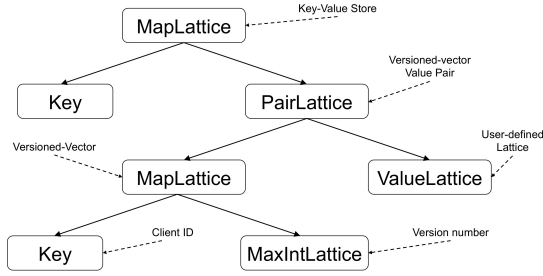 Key-Value Store
MapLattice
Versioned-vector
Value Pair
Key
PairLattice
User-defined
Lattice
Versioned-Vector
MapLattice
ValueLattice
Client ID
Version number
Key
MaxIntLattice